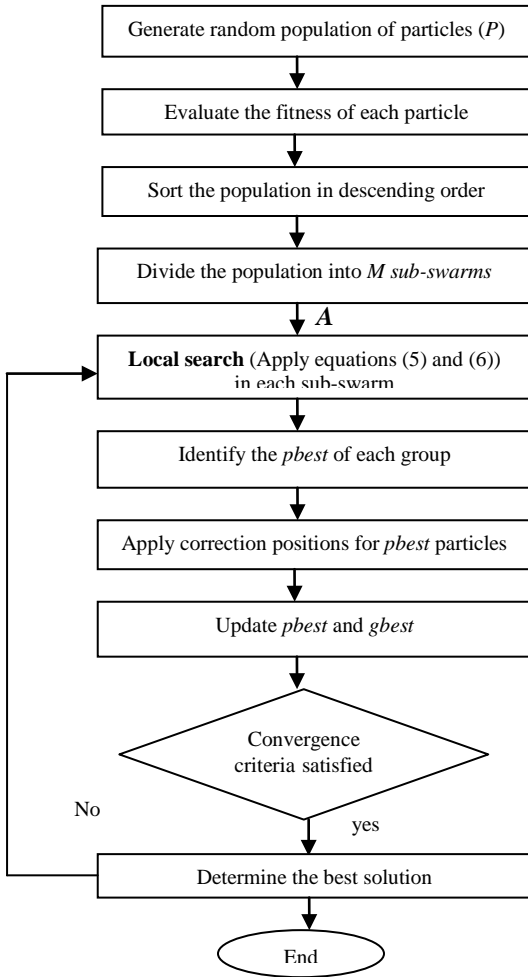 Generate random population of particles (P)
Evaluate the fitness of each particle
Sort the population in descending order
Divide the population into M sub-swarms
A
Local search (Apply equations (5) and (6))
in each sub-swarm
Identify the pbest of each group
Apply correction positions for pbest particles
Update pbest and gbest
Convergence
criteria satisfied
No
yes
Determine the best solution
End